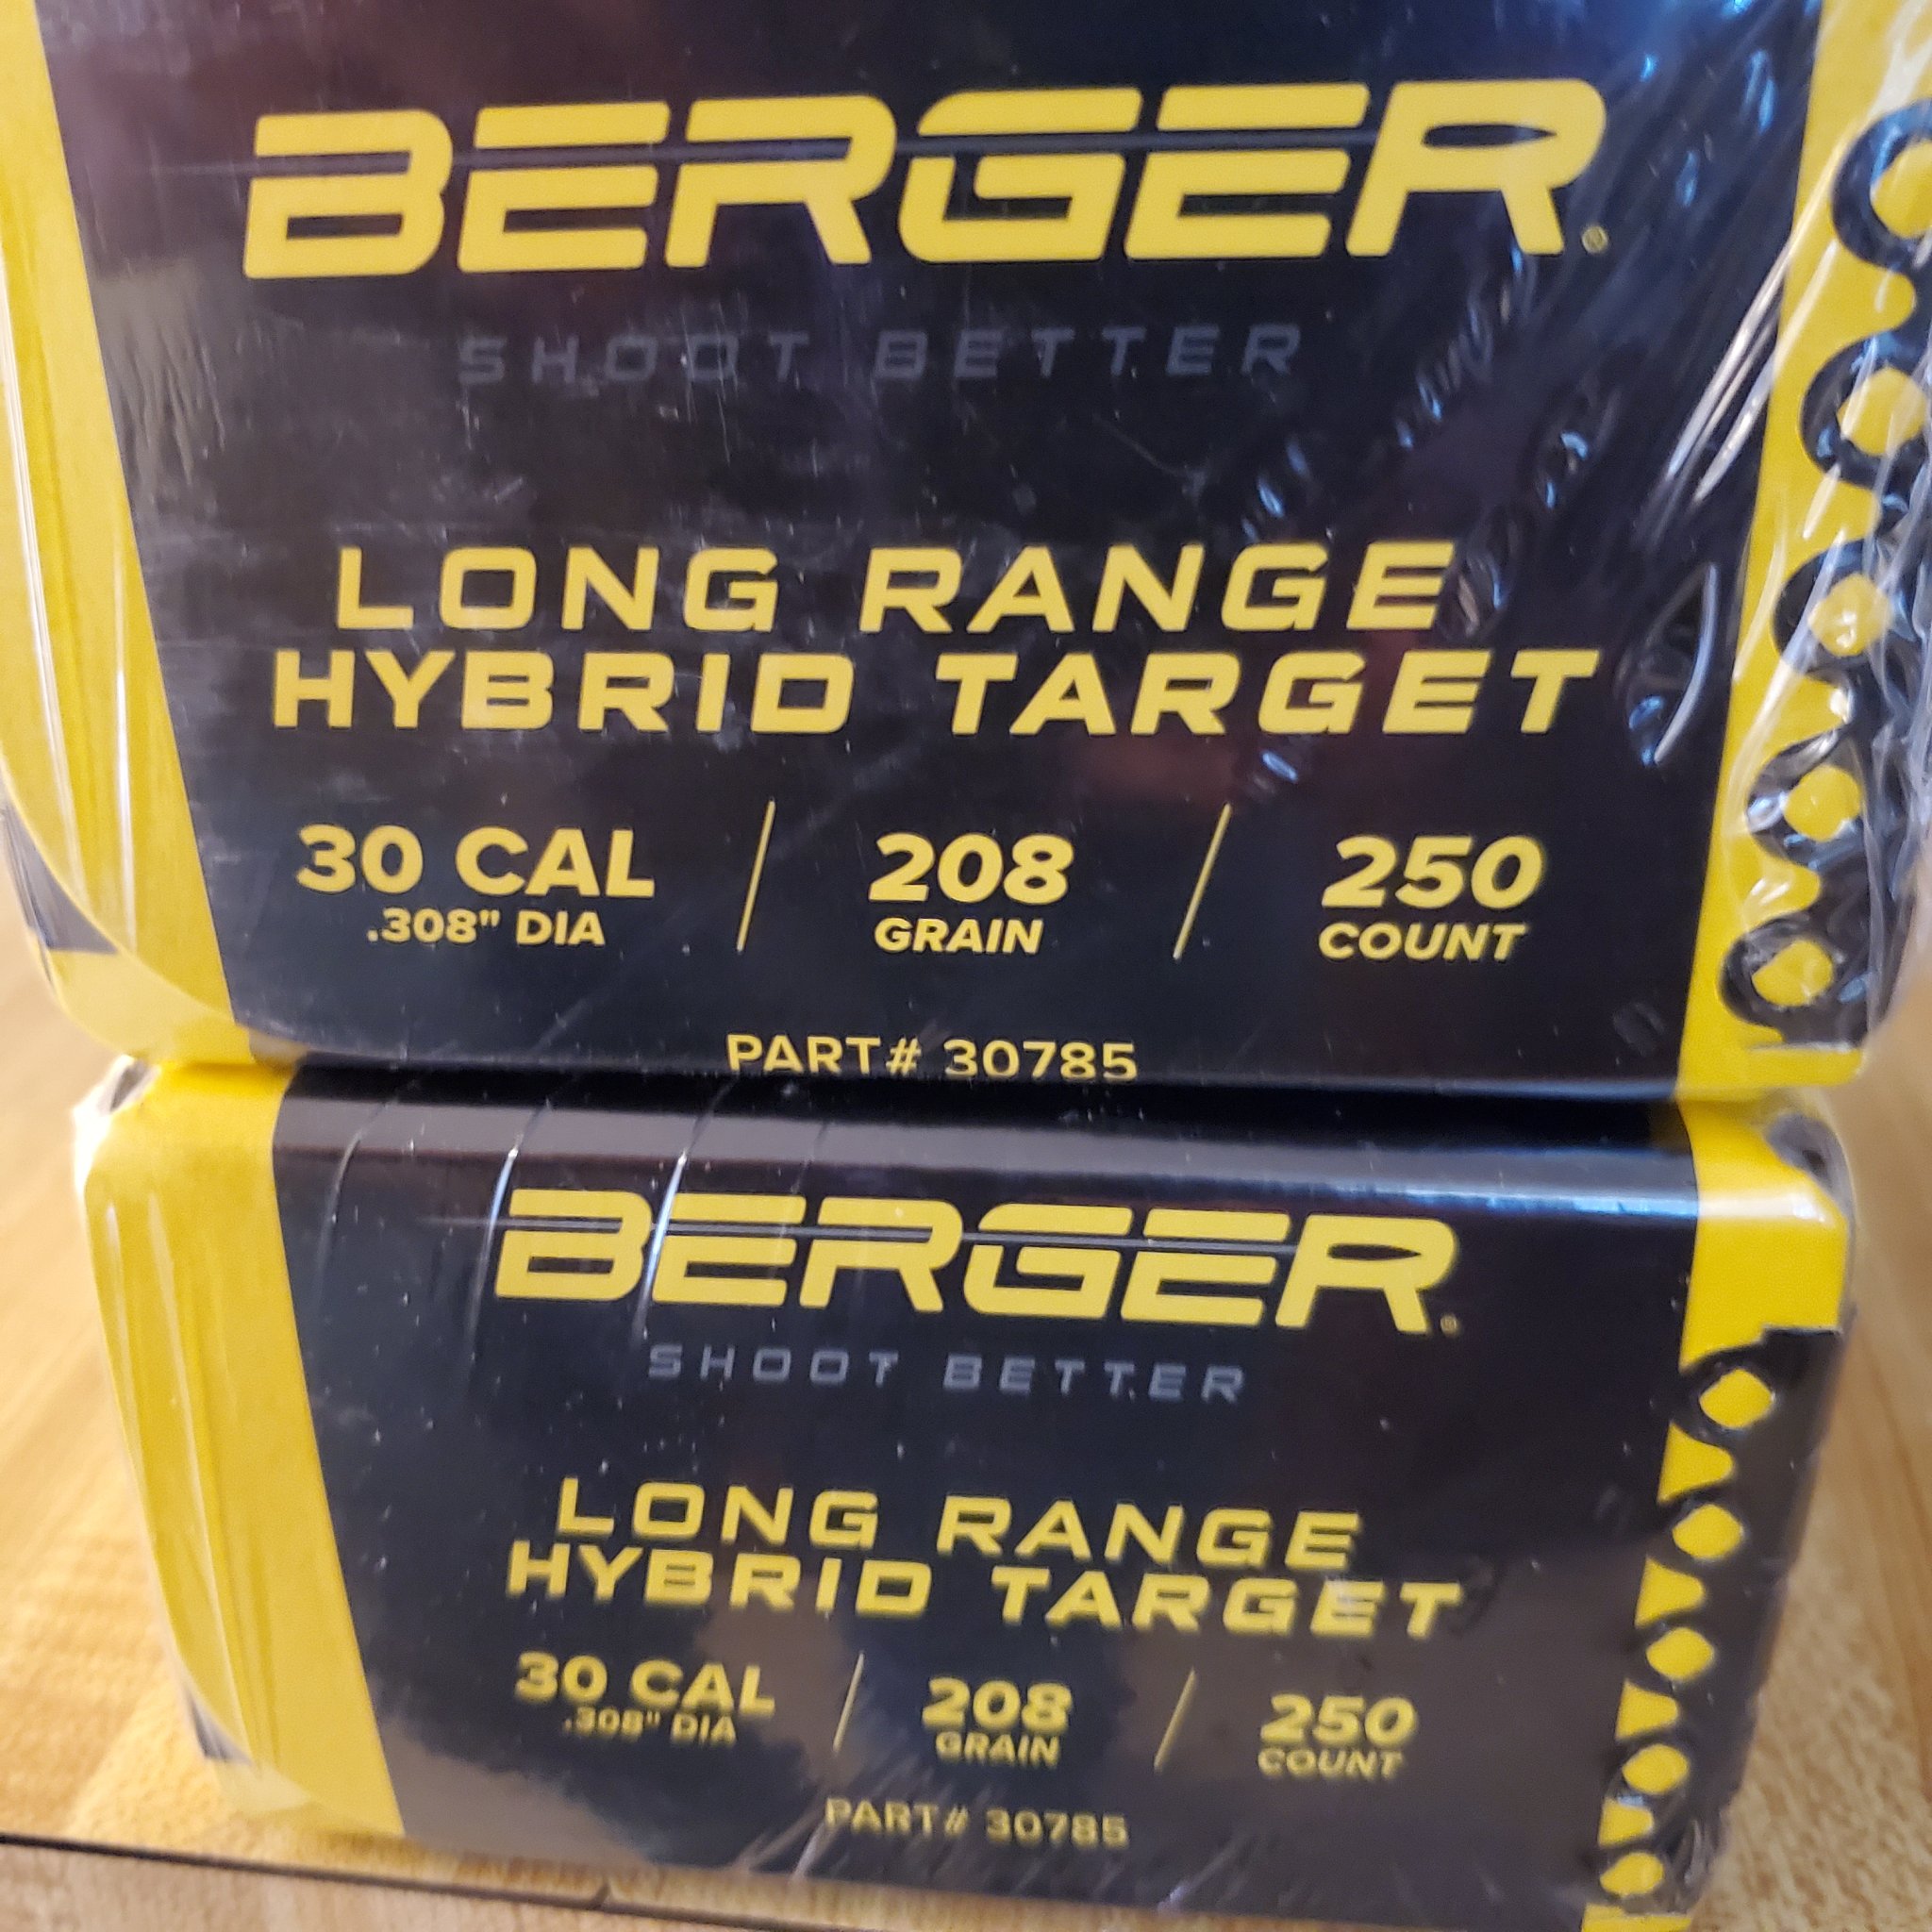 BERGER®
SHOOT BETTER
LONG RANGE
HYBRID TARGET
30 CAL
.308" DIA
208
GRAIN
250
COUNT
PART# 30785
BERGER®
SHOOT BETTER
LONG RANGE
HYBRID TARGET
30 CAL
.308" DIA
208
GRAIN
250
COUNT
PART# 30785